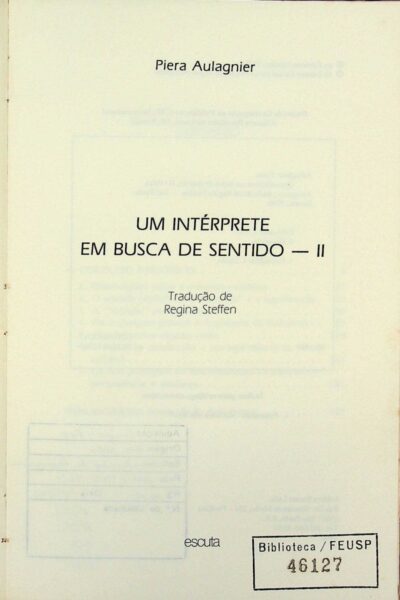 Piera Aulagnier
UM INTÉRPRETE
EM BUSCA DE SENTIDO — II
Tradução de
Regina Steffen
escuta
Biblioteca / FEUSP
46127